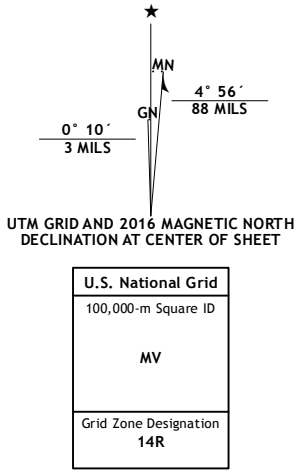 ★
MN
GN
4° 56´
88 MILS
0° 10´
3 MILS
UTM GRID AND 2016 MAGNETIC NORTH
DECLINATION AT CENTER OF SHEET
U.S. National Grid
100,000-m Square ID
MV
Grid Zone Designation
14R